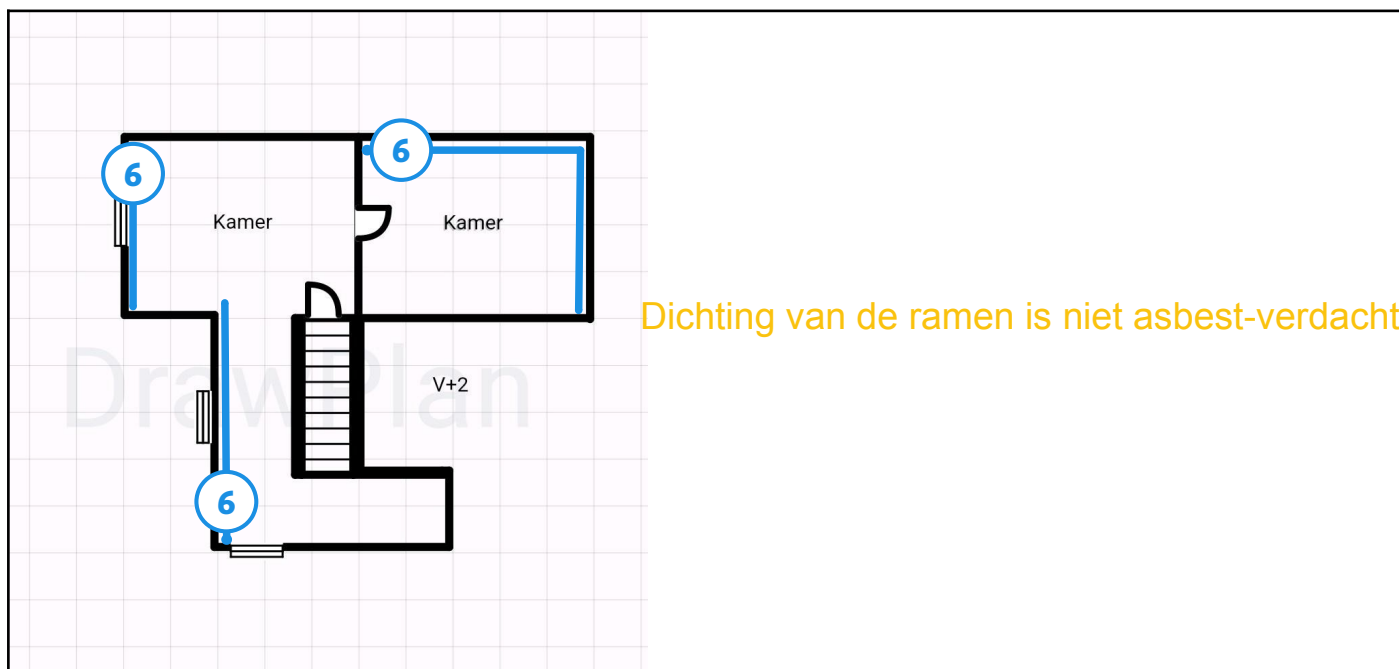 6
6
Kamer
Kamer
Dichting van de ramen is niet asbest-verdacht
DrawPlan
V+2
6